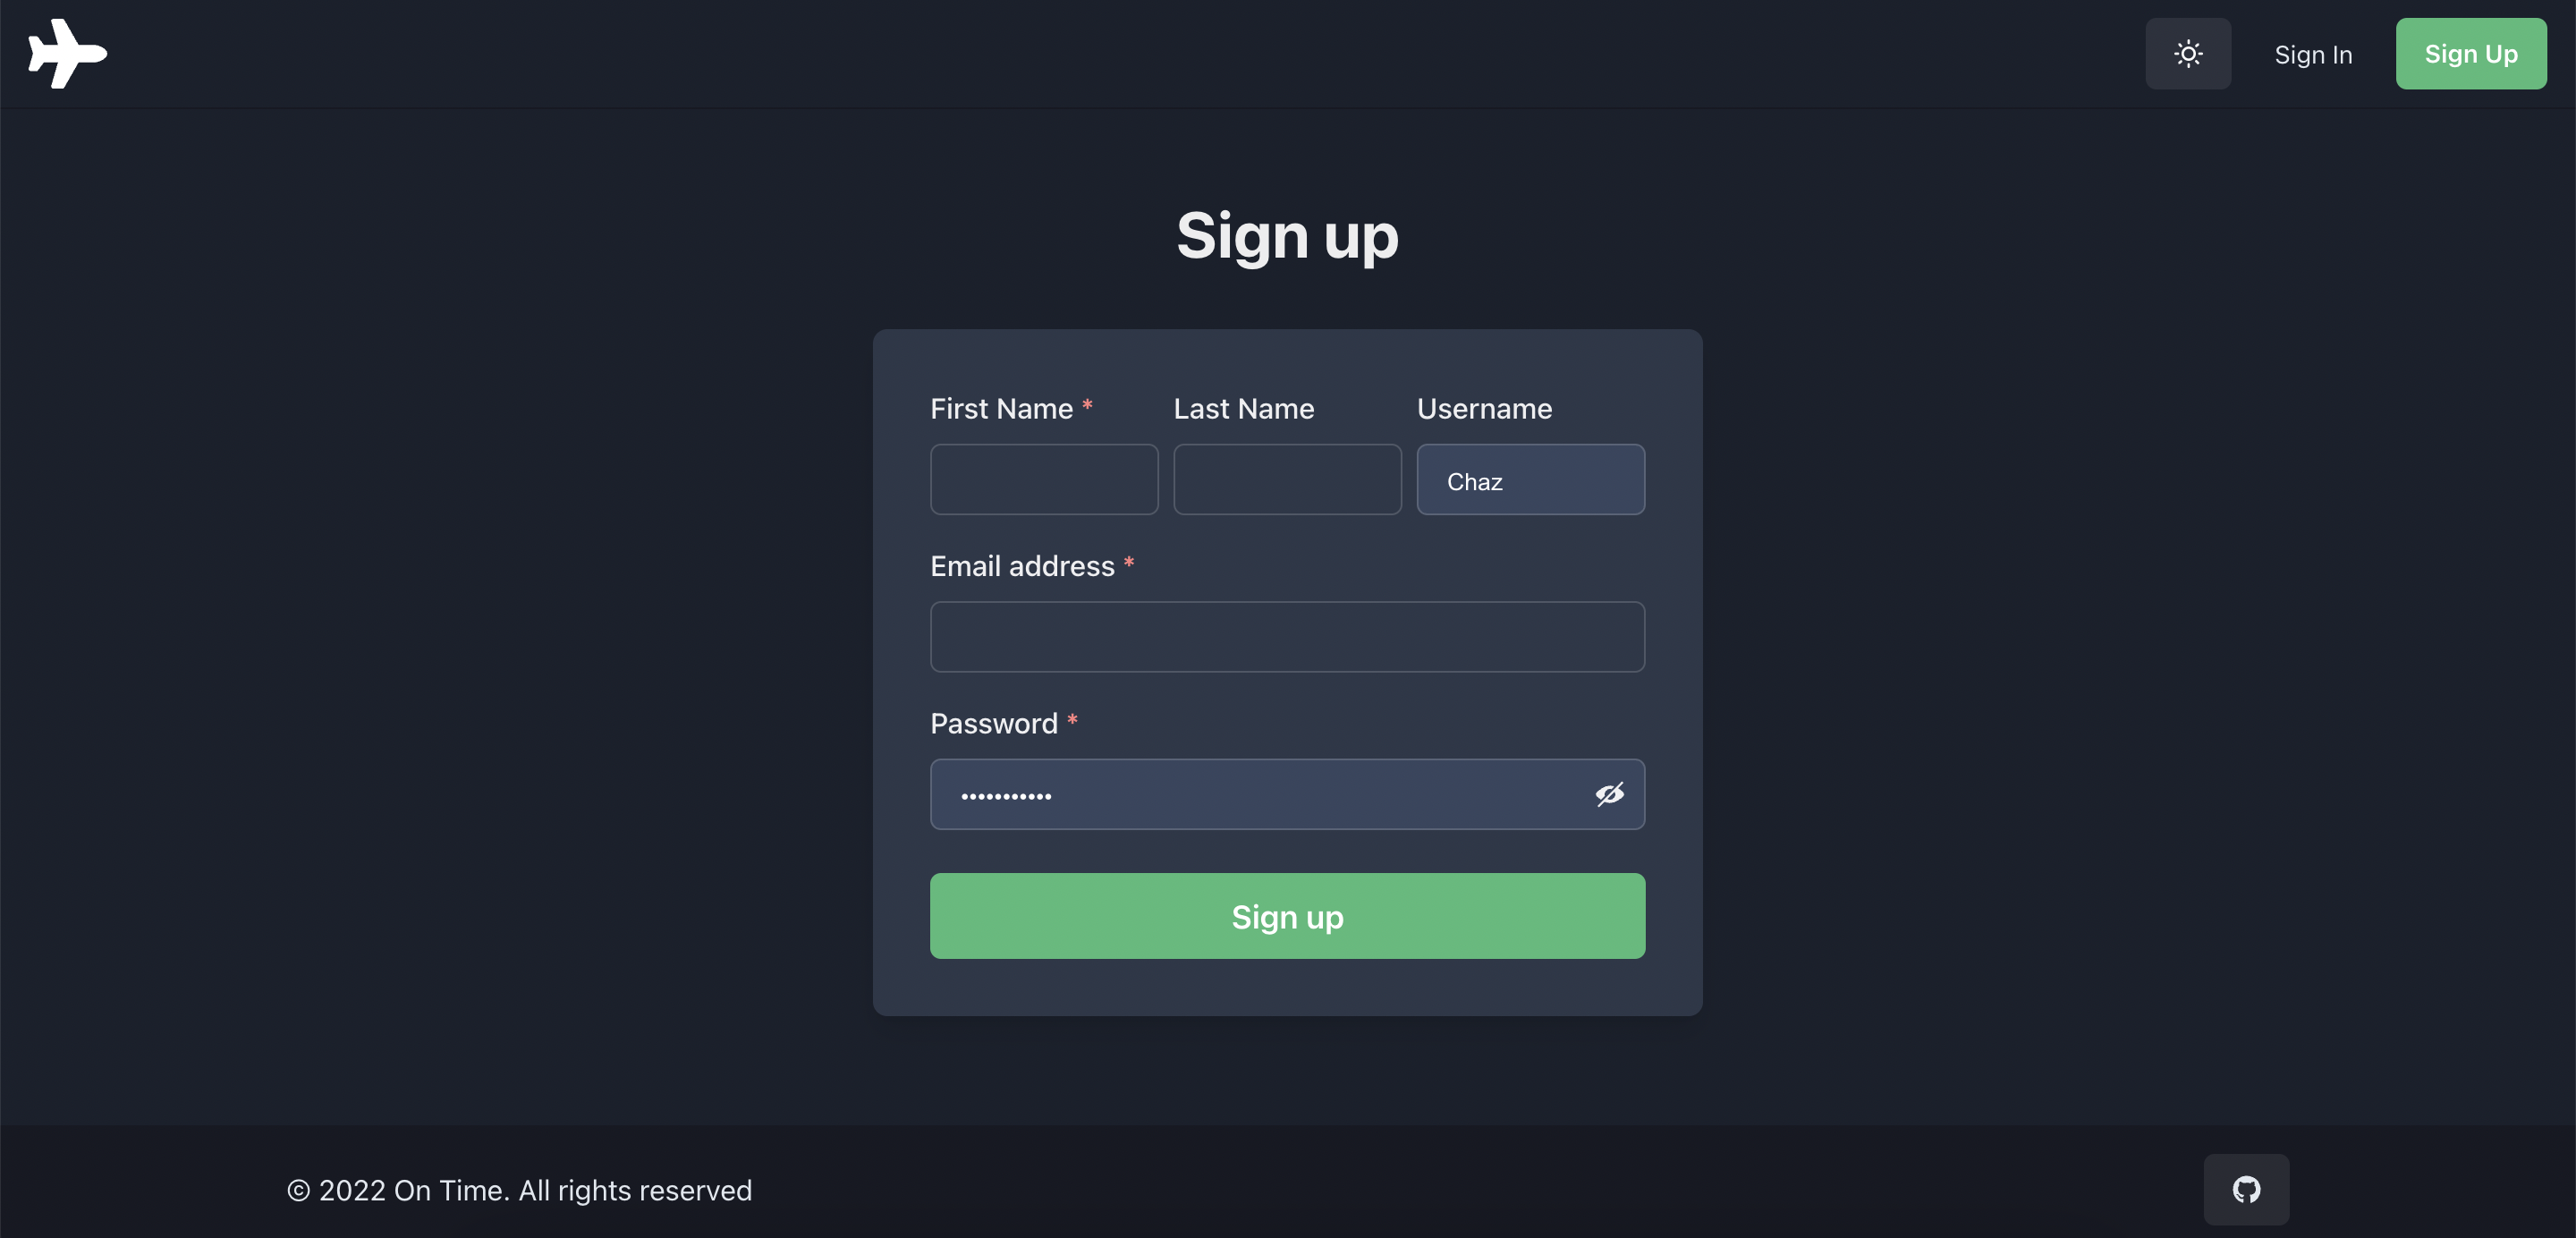 Sign In
Sign Up
Sign up
First Name *
Last Name
Username
Chaz
Email address *
Password *
•••••••••••
Sign up
© 2022 On Time. All rights reserved